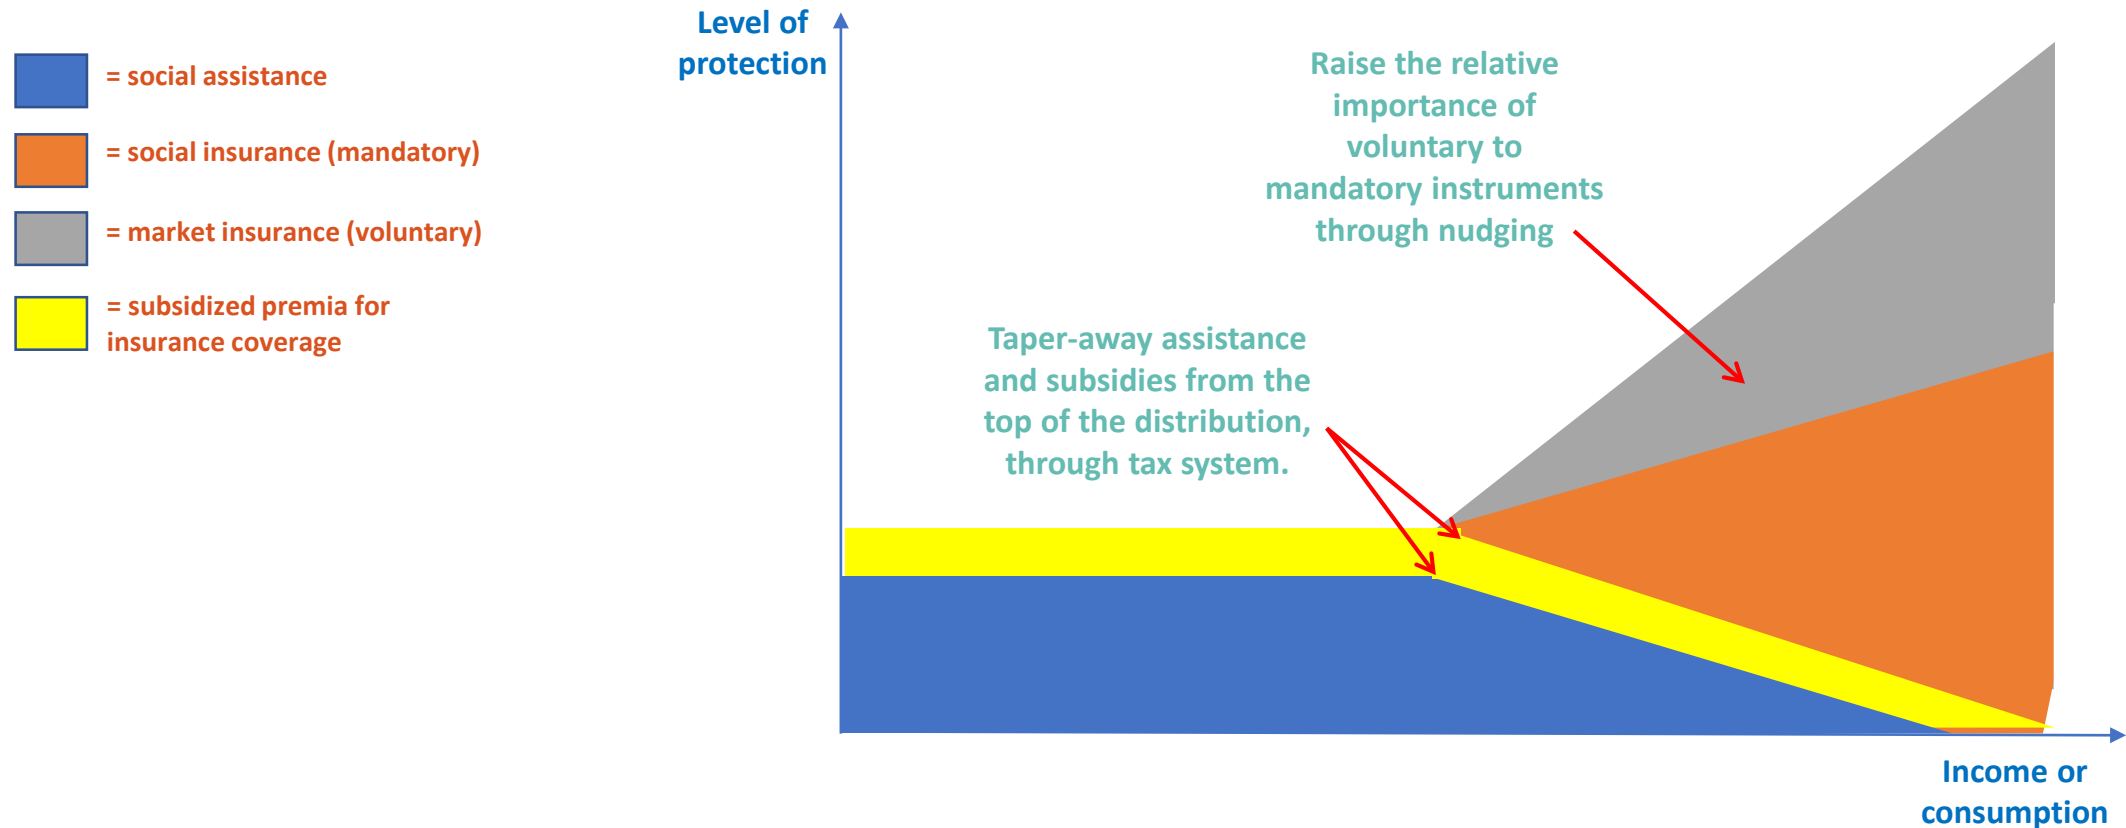 = social assistance
= social insurance (mandatory)
= market insurance (voluntary)
= subsidized premia for
insurance coverage
Level of
protection
Raise the relative
importance of
voluntary to
mandatory instruments
through nudging
Taper-away assistance
and subsidies from the
top of the distribution,
through tax system.
Income or
consumption